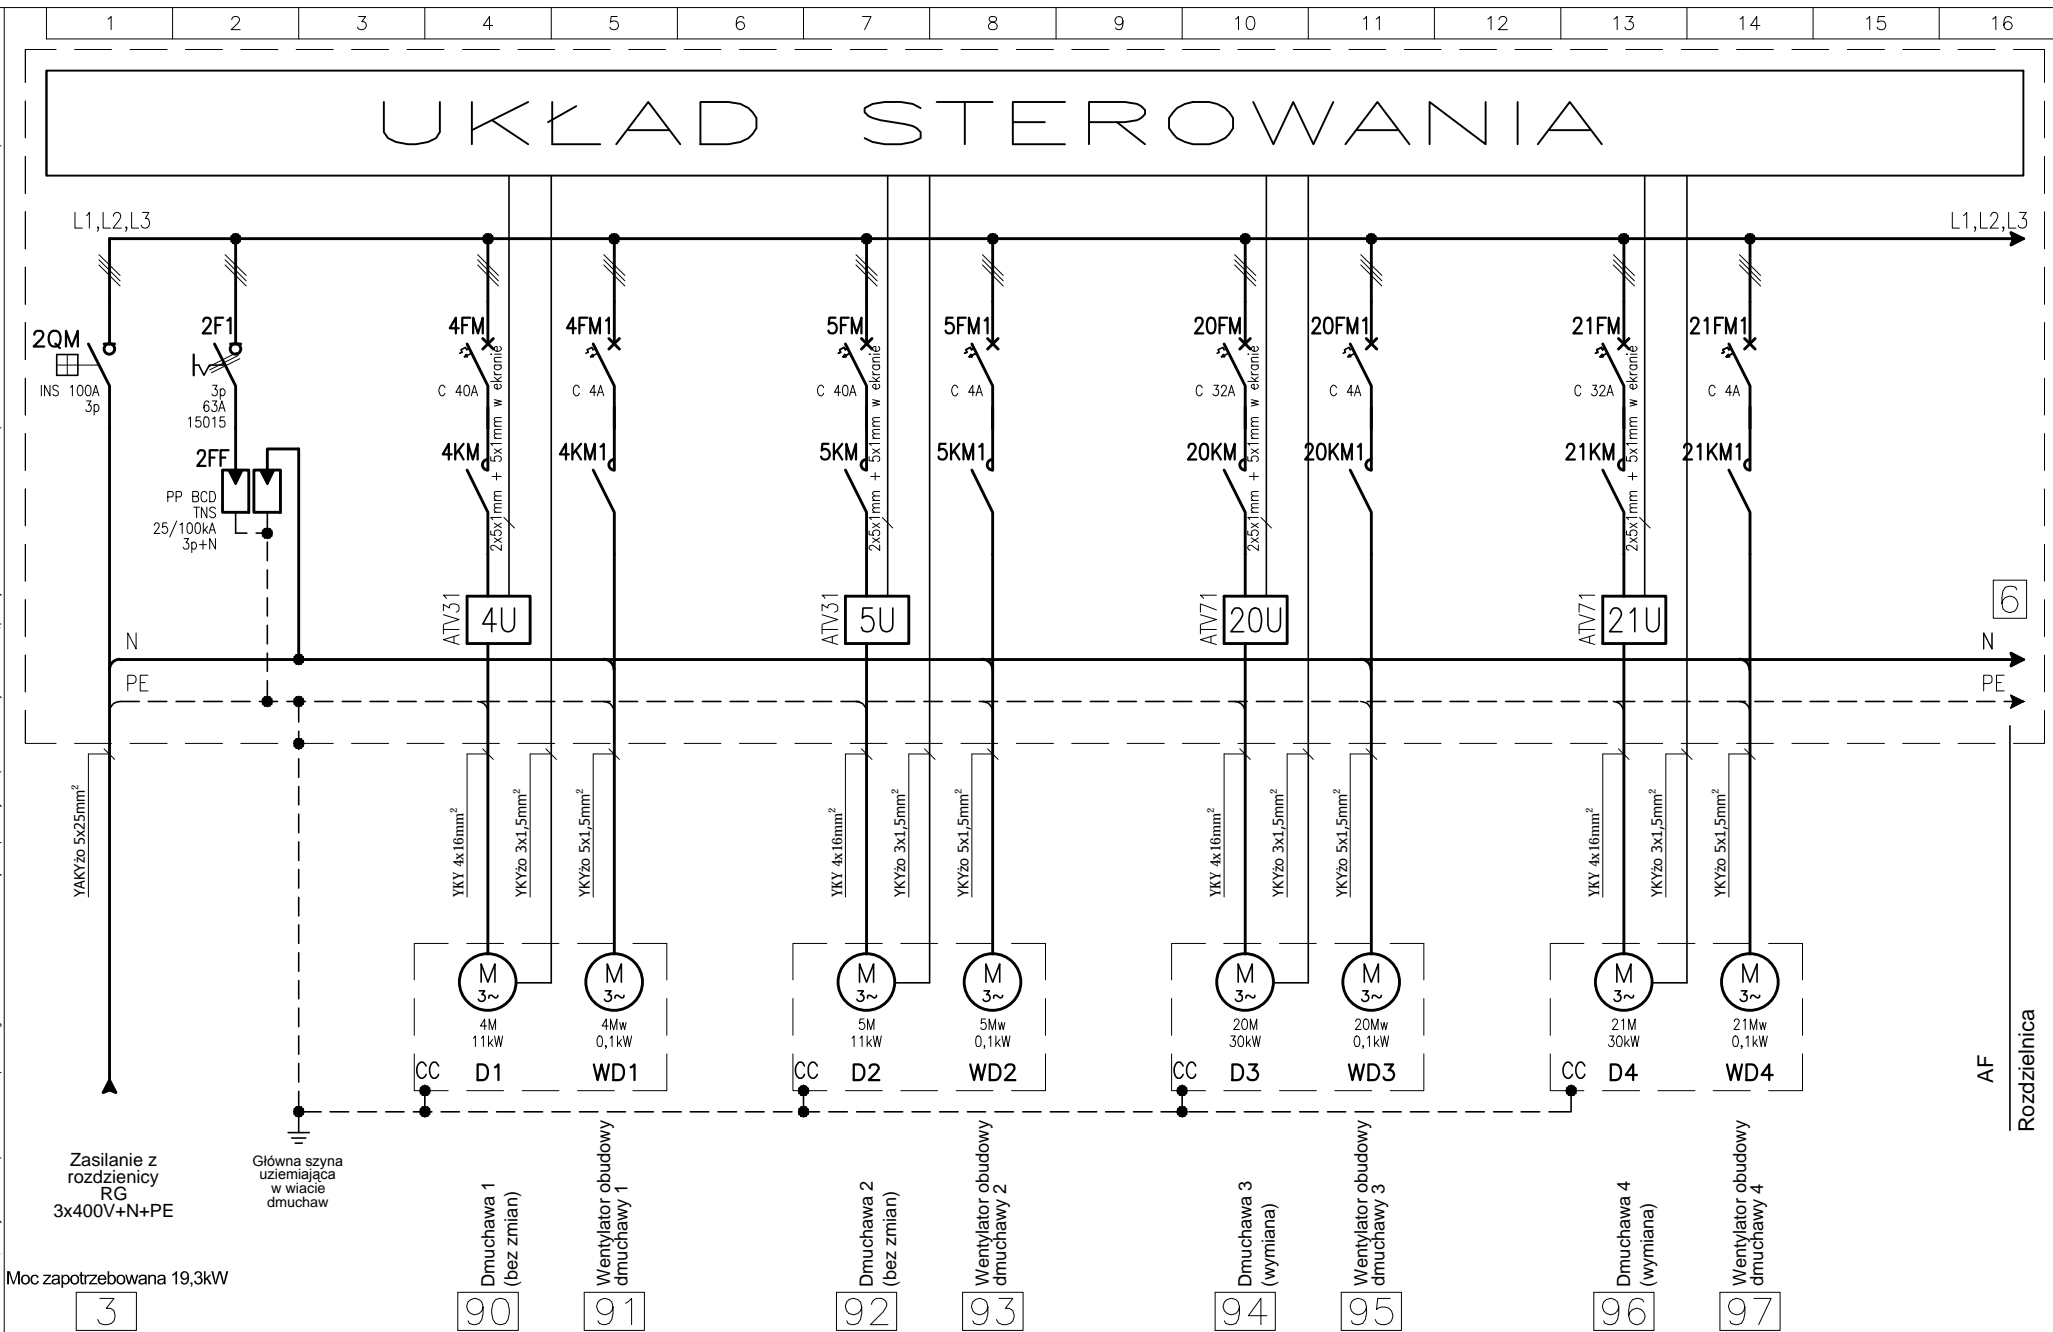 1 2 3 4 5 6 7 8 9 10 11 12 13 14 15 16
UKŁAD STEROWANIA
L1,L2,L3
L1,L2,L3
2QM
INS 100A
3p
2F1
3p
63A
15015
2FF
PP BCD
TNS
25/100kA
3p+N
4FM
C 40A
4KM
2x5x1mm + 5x1mm w ekranie
ATV31
4U
4FM1
C 4A
4KM1
5FM
C 40A
5KM
2x5x1mm + 5x1mm w ekranie
ATV31
5U
5FM1
C 4A
5KM1
20FM
C 32A
20KM
2x5x1mm + 5x1mm w ekranie
ATV71
20U
20FM1
C 4A
20KM1
21FM
C 32A
21KM
2x5x1mm + 5x1mm w ekranie
ATV71
21U
21FM1
C 4A
21KM1
6
N
N
PE
PE
YAKYżo 5x25mm²
YKY 4x16mm²
YKYżo 3x1,5mm²
YKYżo 5x1,5mm²
YKY 4x16mm²
YKYżo 3x1,5mm²
YKYżo 5x1,5mm²
YKY 4x16mm²
YKYżo 3x1,5mm²
YKYżo 5x1,5mm²
YKY 4x16mm²
YKYżo 3x1,5mm²
YKYżo 5x1,5mm²
M
3~
4M
11kW
CC
D1
M
3~
4Mw
0,1kW
WD1
M
3~
5M
11kW
CC
D2
M
3~
5Mw
0,1kW
WD2
M
3~
20M
30kW
CC
D3
M
3~
20Mw
0,1kW
WD3
M
3~
21M
30kW
CC
D4
M
3~
21Mw
0,1kW
WD4
AF
Rozdzielnica
Zasilanie z
rozdzienicy
RG
3x400V+N+PE
Główna szyna
uziemiająca
w wiacie
dmuchaw
Dmuchawa 1
(bez zmian)
Wentylator obudowy
dmuchawy 1
Dmuchawa 2
(bez zmian)
Wentylator obudowy
dmuchawy 2
Dmuchawa 3
(wymiana)
Wentylator obudowy
dmuchawy 3
Dmuchawa 4
(wymiana)
Wentylator obudowy
dmuchawy 4
Moc zapotrzebowana 19,3kW
3 90 91 92 93 94 95 96 97